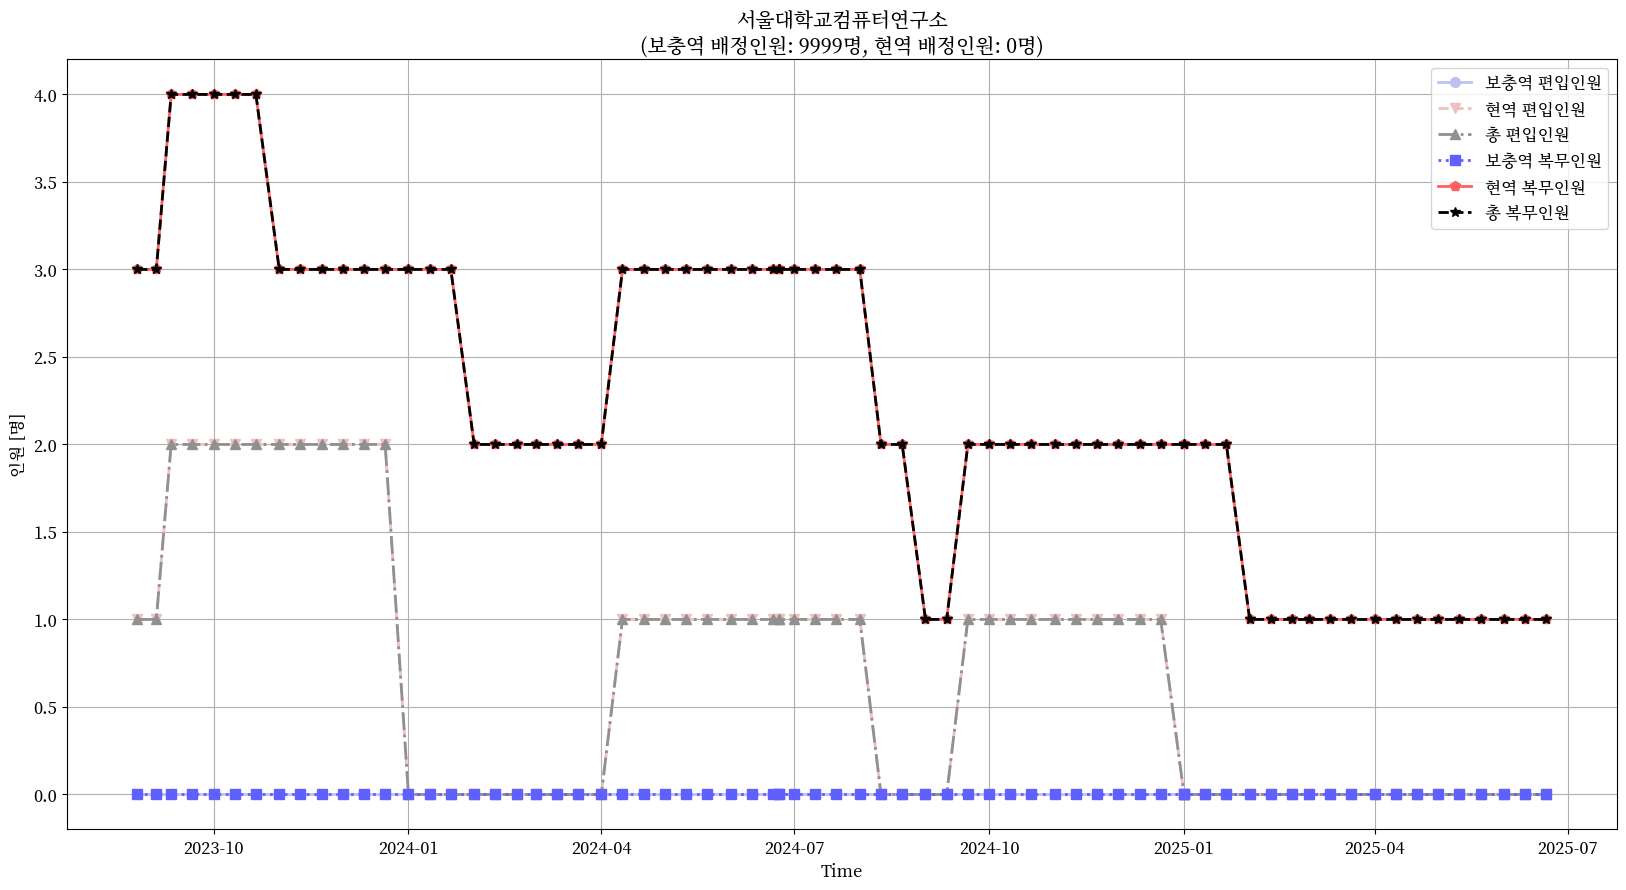 서울대학교컴퓨터연구소
(보충역 배정인원: 9999명, 현역 배정인원: 0명)
보충역 편입인원
현역 편입인원
총 편입인원
보충역 복무인원
현역 복무인원
총 복무인원
인원 [명]
4.0
3.5
3.0
2.5
2.0
1.5
1.0
0.5
0.0
2023-10
2024-01
2024-04
2024-07
2024-10
2025-01
2025-04
2025-07
Time